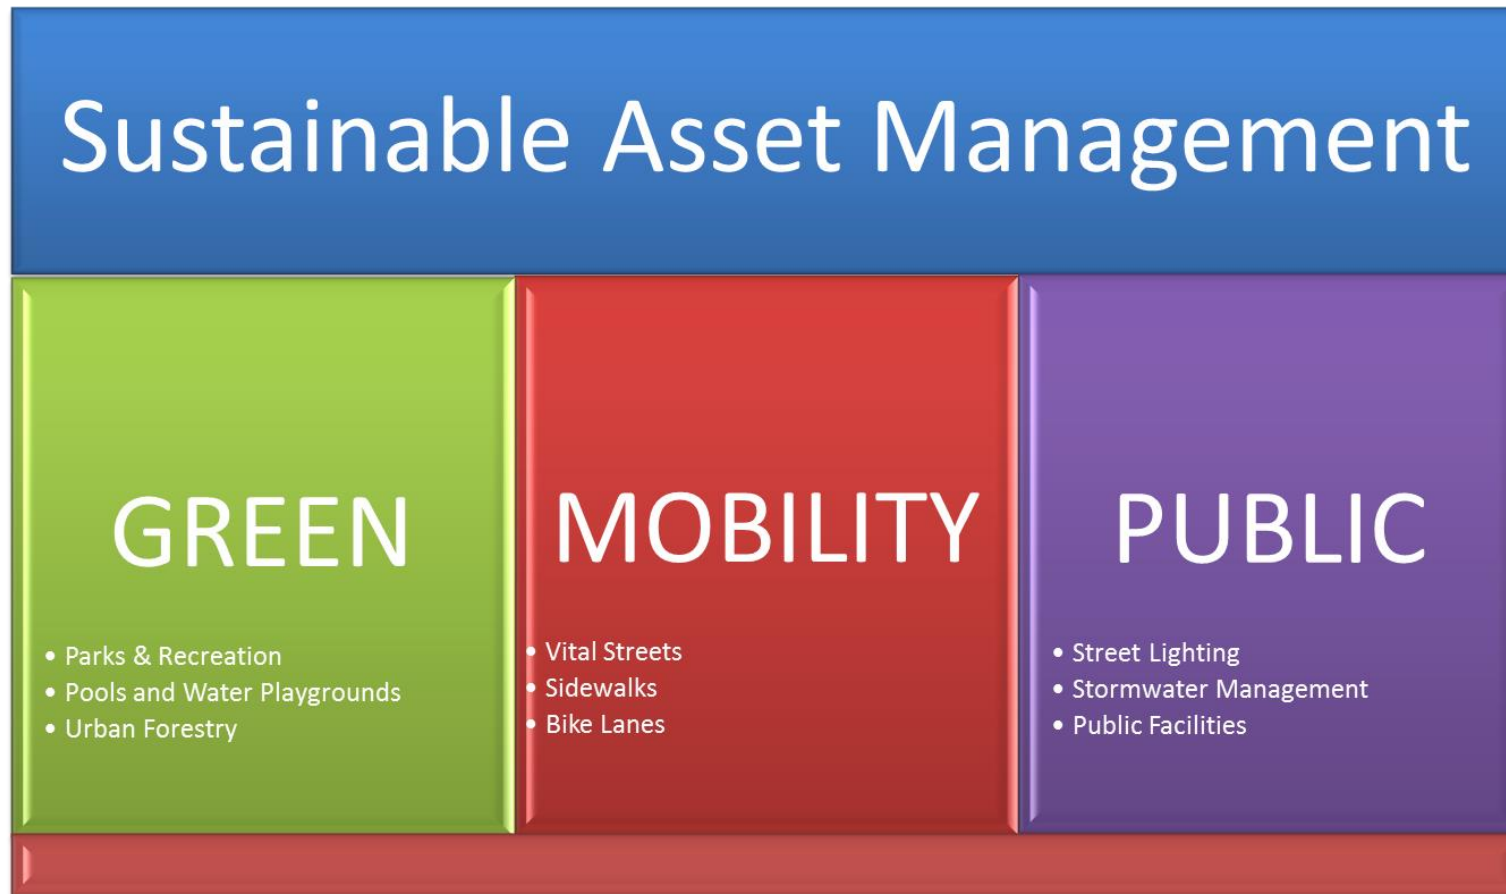 Sustainable Asset Management
GREEN
• Parks & Recreation
• Pools and Water Playgrounds
• Urban Forestry
MOBILITY
• Vital Streets
• Sidewalks
• Bike Lanes
PUBLIC
• Street Lighting
• Stormwater Management
• Public Facilities